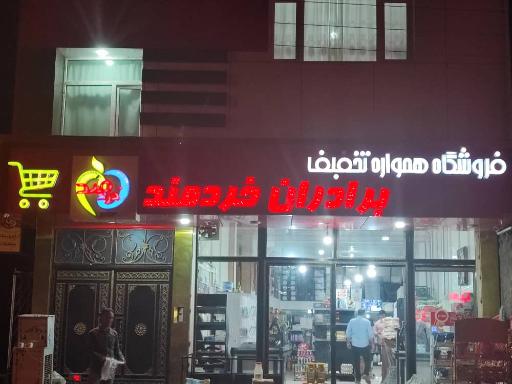 فروشگاه همواره تخفیف
برادران خردمند